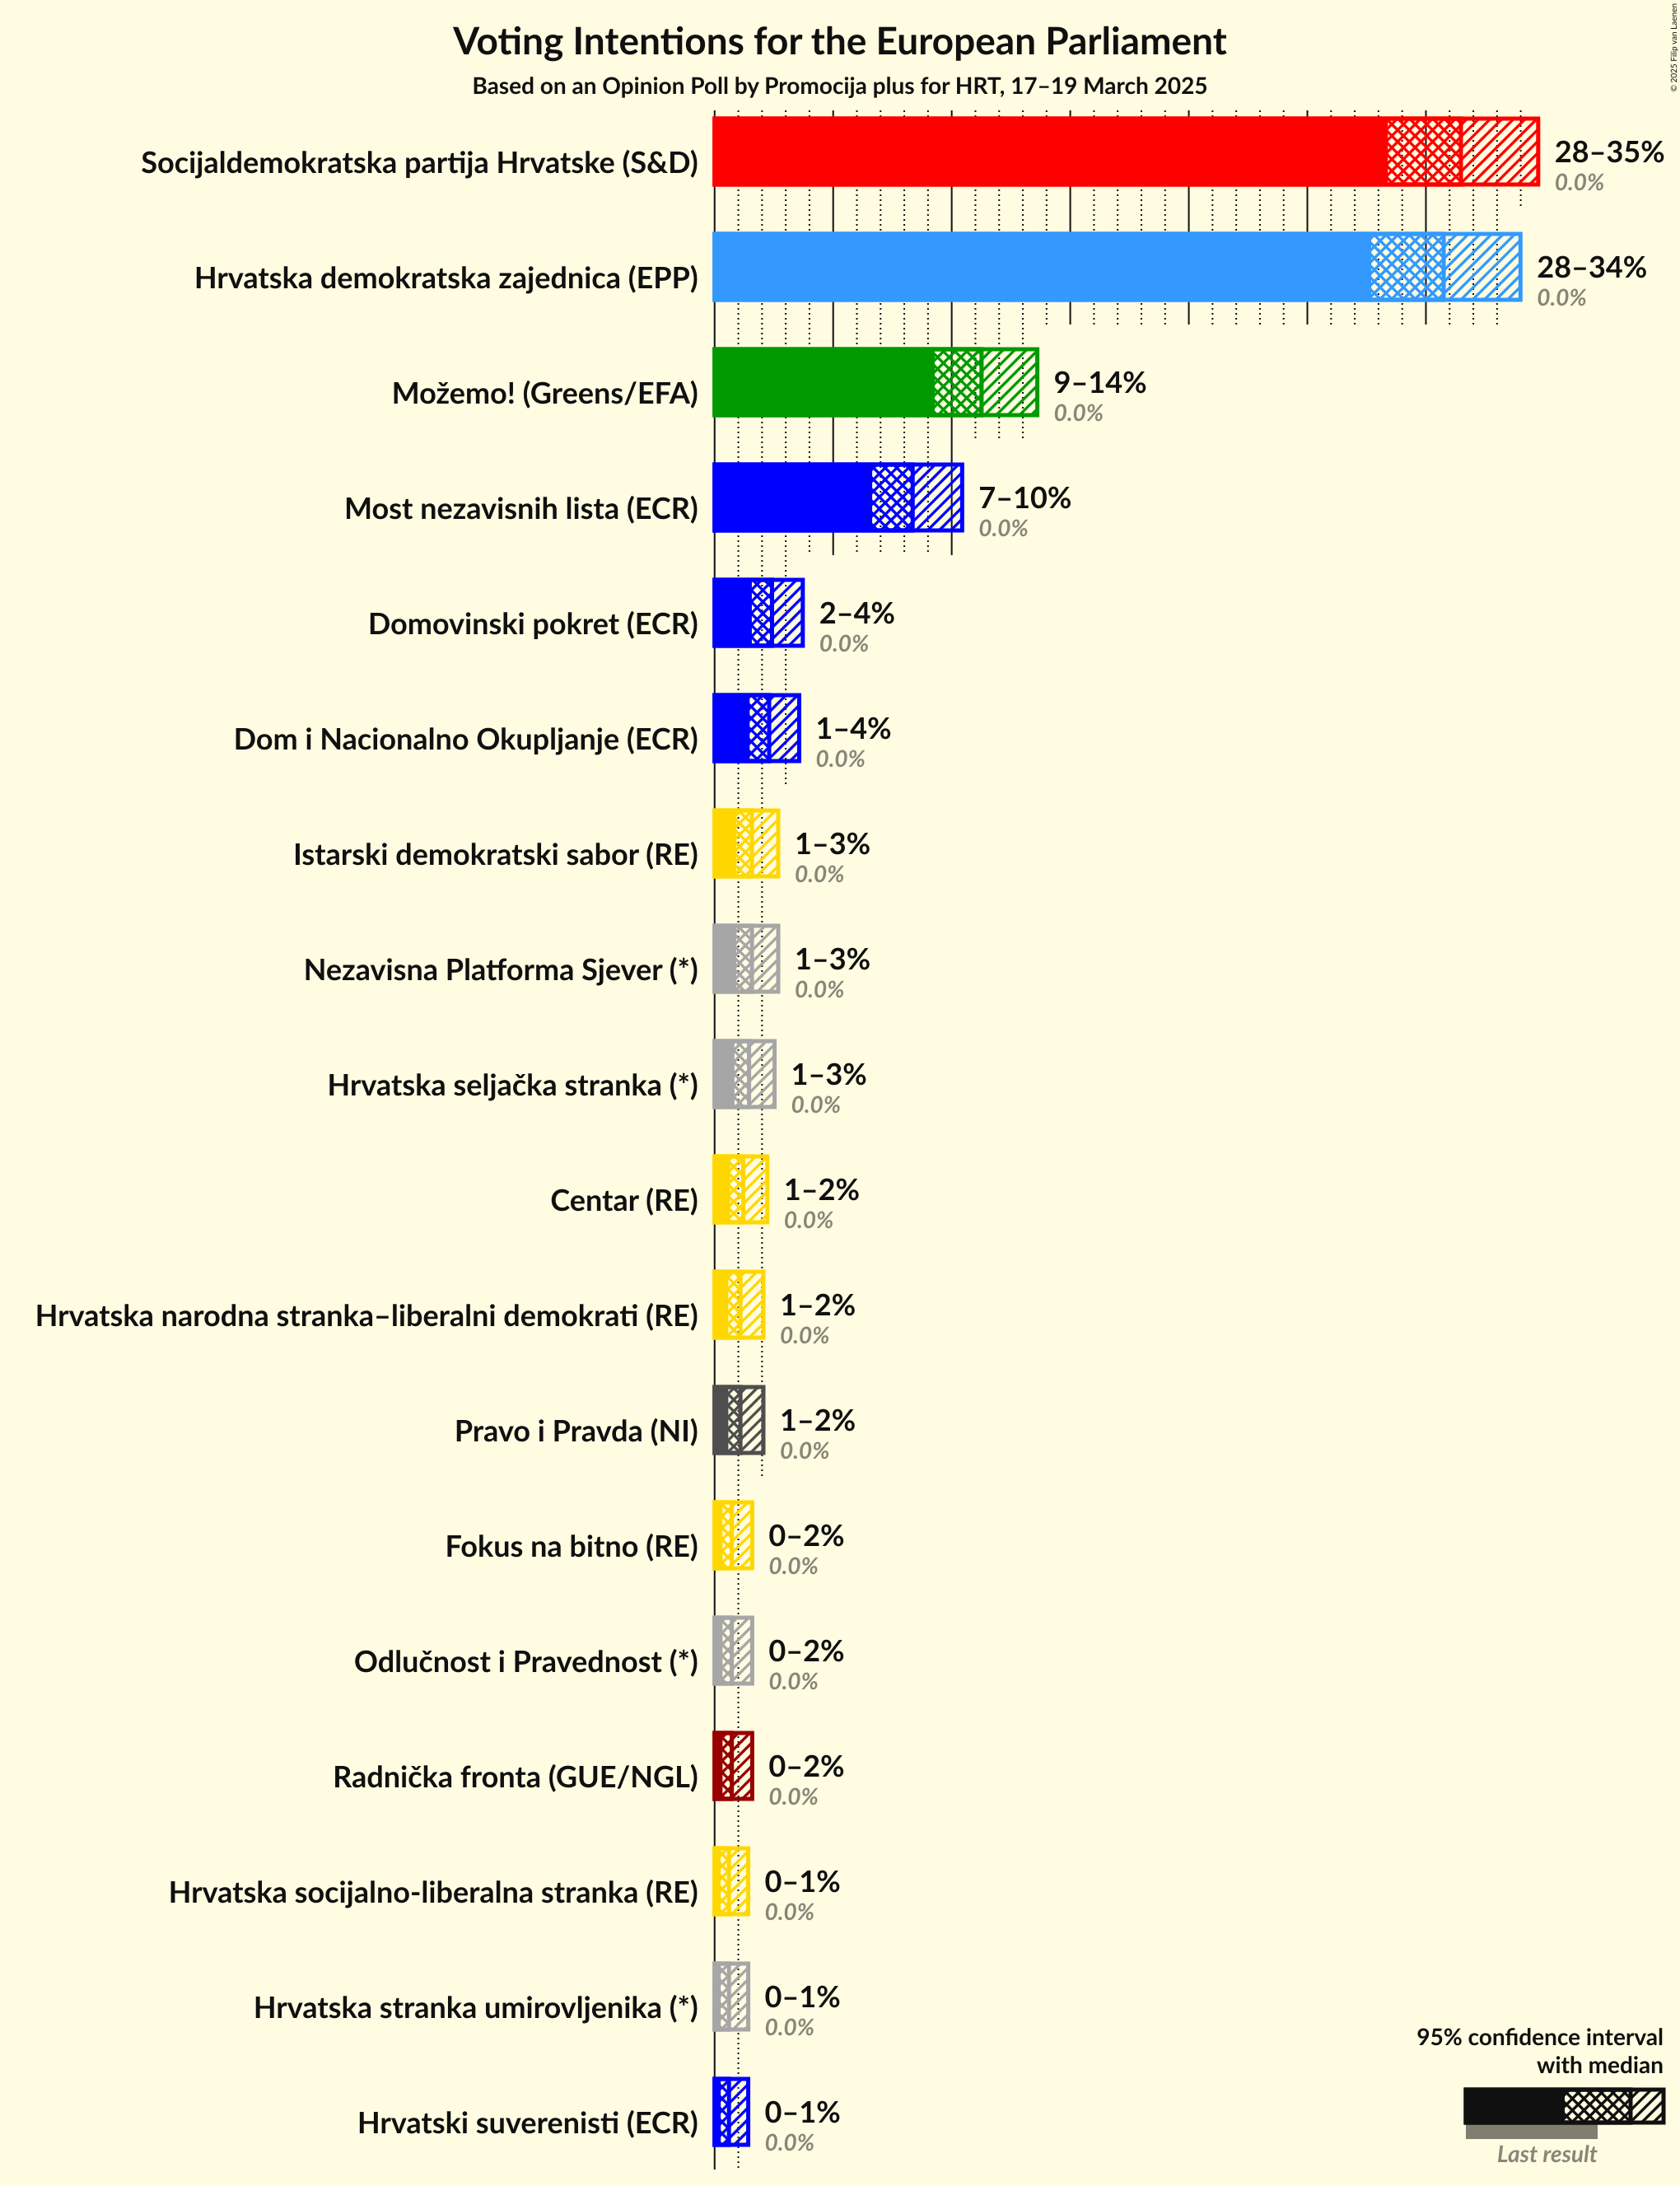 Voting Intentions for the European Parliament
Based on an Opinion Poll by Promocija plus for HRT, 17–19 March 2025
© 2025 Filip van Laenen
Socijaldemokratska partija Hrvatske (S&D)
28–35%
0.0%
Hrvatska demokratska zajednica (EPP)
28–34%
0.0%
Možemo! (Greens/EFA)
9–14%
0.0%
Most nezavisnih lista (ECR)
7–10%
0.0%
Domovinski pokret (ECR)
2–4%
0.0%
Dom i Nacionalno Okupljanje (ECR)
1–4%
0.0%
Istarski demokratski sabor (RE)
1–3%
0.0%
Nezavisna Platforma Sjever (*)
1–3%
0.0%
Hrvatska seljačka stranka (*)
1–3%
0.0%
Centar (RE)
1–2%
0.0%
Hrvatska narodna stranka–liberalni demokrati (RE)
1–2%
0.0%
Pravo i Pravda (NI)
1–2%
0.0%
Fokus na bitno (RE)
0–2%
0.0%
Odlučnost i Pravednost (*)
0–2%
0.0%
Radnička fronta (GUE/NGL)
0–2%
0.0%
Hrvatska socijalno-liberalna stranka (RE)
0–1%
0.0%
Hrvatska stranka umirovljenika (*)
0–1%
0.0%
Hrvatski suverenisti (ECR)
0–1%
0.0%
95% confidence interval
with median
Last result